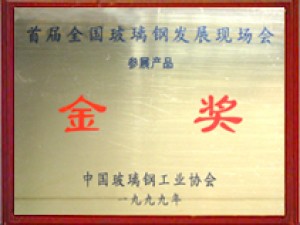 首届全国玻璃钢发展现场会
参展产品
金奖
中国玻璃钢工业协会
一九九九年